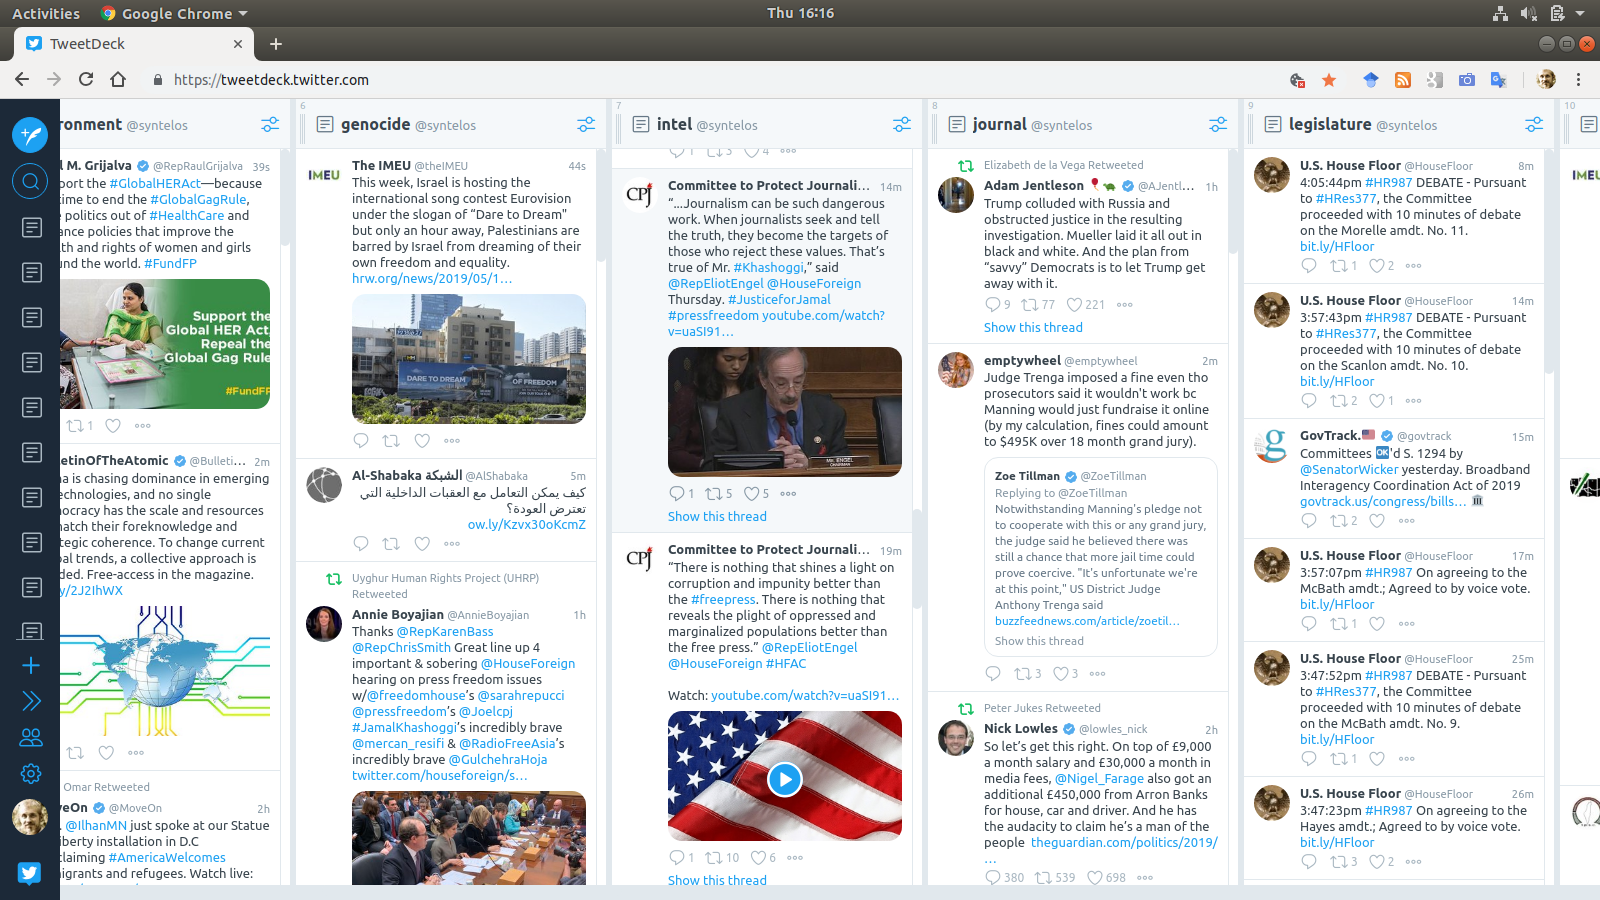 Activities
Google Chrome
Thu 16:16
TweetDeck
https://tweetdeck.twitter.com
ronment @syntelos
l M. Grijalva @RepRaulGrijalva 39s
port the #GlobalHERAct—because
time to end the #GlobalGagRule,
e politics out of #HealthCare and
ance policies that improve the
lth and rights of women and girls
und the world. #FundFP
Support the
Global HER Act.
Repeal the
Global Gag Rule
#FundFP
1
letinOfTheAtomic @Bulleti... 2m
na is chasing dominance in emerging
technologies, and no single
ocracy has the scale and resources
match their foreknowledge and
tegic coherence. To change current
bal trends, a collective approach is
ded. Free-access in the magazine.
y/2J2IhWX
Omar Retweeted
veOn @MoveOn 2h
. @IlhanMN just spoke at our Statue
iberty installation in D.C
claiming #AmericaWelcomes
migrants and refugees. Watch live:
6
genocide @syntelos
IMEU
The IMEU @theIMEU 44s
This week, Israel is hosting the
international song contest Eurovision
under the slogan of “Dare to Dream"
but only an hour away, Palestinians are
barred by Israel from dreaming of their
own freedom and equality.
hrw.org/news/2019/05/1…
DARE TO DREAM
OF FREEDOM
Al-Shabaka الشبكة @AlShabaka 5m
كيف يمكن التعامل مع العقبات الداخلية التي
تعترض العودة؟
ow.ly/Kzvx30oKcmZ
Uyghur Human Rights Project (UHRP)
Retweeted
Annie Boyajian @AnnieBoyajian 1h
Thanks @RepKarenBass
@RepChrisSmith Great line up 4
important & sobering @HouseForeign
hearing on press freedom issues
w/@freedomhouse’s @sarahrepucci
@pressfreedom’s @Joelcpj
#JamalKhashoggi’s incredibly brave
@mercan_resifi & @RadioFreeAsia’s
incredibly brave @GulchehraHoja
twitter.com/houseforeign/s…
7
intel @syntelos
1 3 4
CPJ
Committee to Protect Journali... 14m
“....Journalism can be such dangerous
work. When journalists seek and tell
the truth, they become the targets of
those who reject these values. That’s
true of Mr. #Khashoggi,” said
@RepEliotEngel @HouseForeign
Thursday. #JusticeforJamal
#pressfreedom youtube.com/watch?
v=uaSI91…
MR. ENGEL
CHAIRMAN
1 5 5
Show this thread
CPJ
Committee to Protect Journali... 19m
“There is nothing that shines a light on
corruption and impunity better than
the #freepress. There is nothing that
reveals the plight of oppressed and
marginalized populations better than
the free press.” @RepEliotEngel
@HouseForeign #HFAC
Watch: youtube.com/watch?v=uaSI91…
1 10 6
Show this thread
8
journal @syntelos
Elizabeth de la Vega Retweeted
Adam Jentleson @AJentl... 1h
Trump colluded with Russia and
obstructed justice in the resulting
investigation. Mueller laid it all out in
black and white. And the plan from
“savvy” Democrats is to let Trump get
away with it.
9 77 221
Show this thread
emptywheel @emptywheel 2m
Judge Trenga imposed a fine even tho
prosecutors said it wouldn't work bc
Manning would just fundraise it online
(by my calculation, fines could amount
to $495K over 18 month grand jury).
Zoe Tillman @ZoeTillman
Replying to @ZoeTillman
Notwithstanding Manning's pledge not
to cooperate with this or any grand jury,
the judge said he believed there was
still a chance that more jail time could
prove coercive. "It's unfortunate we're
at this point," US District Judge
Anthony Trenga said
buzzfeednews.com/article/zoetil…
Show this thread
3 3
Peter Jukes Retweeted
Nick Lowles @lowles_nick 2h
So let’s get this right. On top of £9,000
a month salary and £30,000 a month in
media fees, @Nigel_Farage also got an
additional £450,000 from Arron Banks
for house, car and driver. And he has
the audacity to claim he’s a man of the
people theguardian.com/politics/2019/
…
380 539 698
9
legislature @syntelos
U.S. House Floor @HouseFloor 8m
4:05:44pm #HR987 DEBATE - Pursuant
to #HRes377, the Committee
proceeded with 10 minutes of debate
on the Morelle amdt. No. 11.
bit.ly/HFloor
1 2
U.S. House Floor @HouseFloor 14m
3:57:43pm #HR987 DEBATE - Pursuant
to #HRes377, the Committee
proceeded with 10 minutes of debate
on the Scanlon amdt. No. 10.
bit.ly/HFloor
2 1
GovTrack. @govtrack 15m
Committees OK'd S. 1294 by
@SenatorWicker yesterday. Broadband
Interagency Coordination Act of 2019
govtrack.us/congress/bills…
2
U.S. House Floor @HouseFloor 17m
3:57:07pm #HR987 On agreeing to the
McBath amdt.; Agreed to by voice vote.
bit.ly/HFloor
1
U.S. House Floor @HouseFloor 25m
3:47:52pm #HR987 DEBATE - Pursuant
to #HRes377, the Committee
proceeded with 10 minutes of debate
on the McBath amdt. No. 9.
bit.ly/HFloor
1
U.S. House Floor @HouseFloor 26m
3:47:23pm #HR987 On agreeing to the
Hayes amdt.; Agreed to by voice vote.
bit.ly/HFloor
3 2
10
IMEU